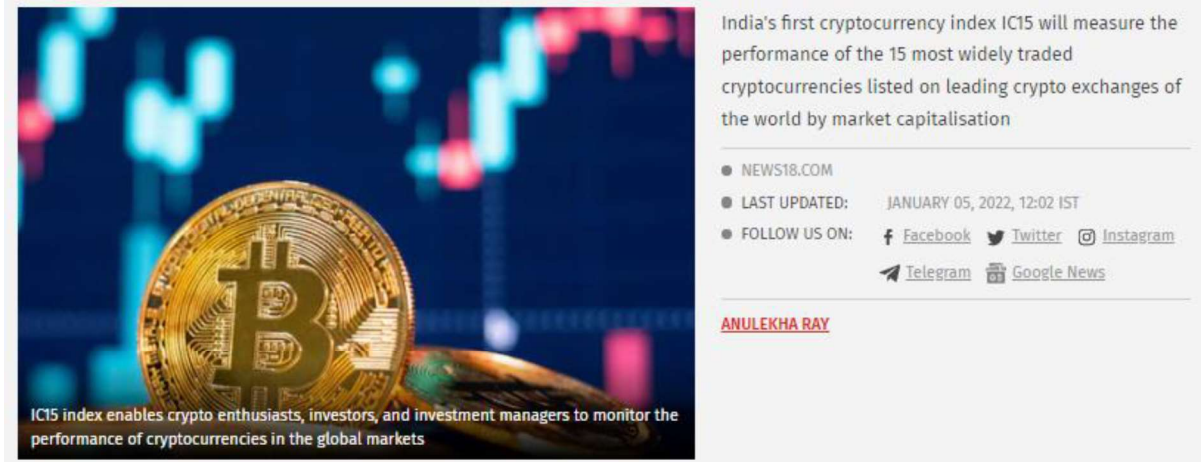 India's first cryptocurrency index IC15 will measure the
performance of the 15 most widely traded
cryptocurrencies listed on leading crypto exchanges of
the world by market capitalisation
NEWS18.COM
LAST UPDATED: JANUARY 05, 2022, 12:02 IST
FOLLOW US ON: Facebook Twitter Instagram
Telegram Google News
ANULEKHA RAY
IC15 index enables crypto enthusiasts, investors, and investment managers to monitor the
performance of cryptocurrencies in the global markets